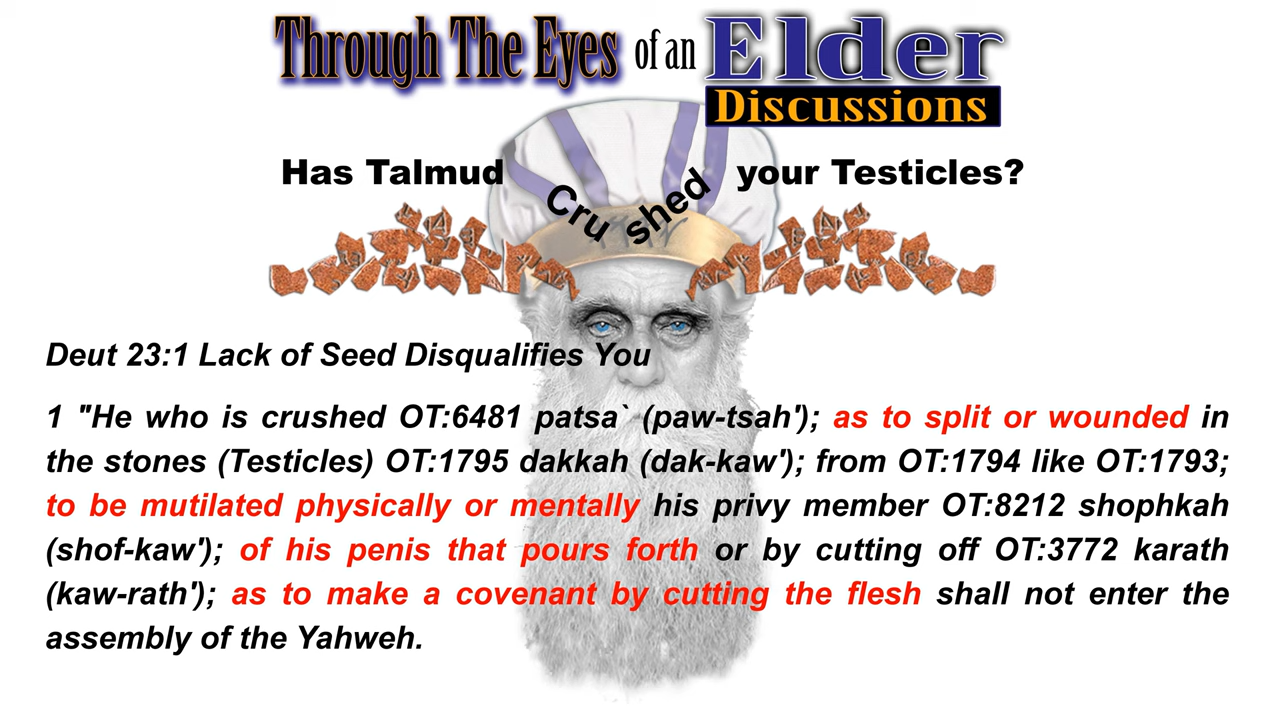 Through The Eyes of an Elder
Discussions
Has Talmud Crushed your Testicles?
Deut 23:1 Lack of Seed Disqualifies You
1 "He who is crushed OT:6481 patsa` (paw-tsah'); as to split or wounded in
the stones (Testicles) OT:1795 dakkah (dak-kaw'); from OT:1794 like OT:1793;
to be mutilated physically or mentally his privy member OT:8212 shophkah
(shof-kaw'); of his penis that pours forth or by cutting off OT:3772 karath
(kaw-rath'); as to make a covenant by cutting the flesh shall not enter the
assembly of the Yahweh.